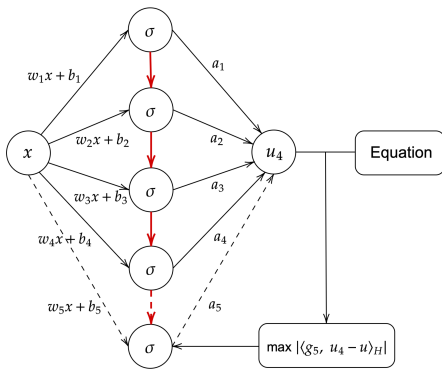 σ
w₁x + b₁
a₁
σ
w₂x + b₂
a₂
x
u₄
Equation
σ
w₃x + b₃
a₃
w₄x + b₄
a₄
σ
w₅x + b₅
a₅
σ
max |⟨g₅, u₄ − u⟩_H|